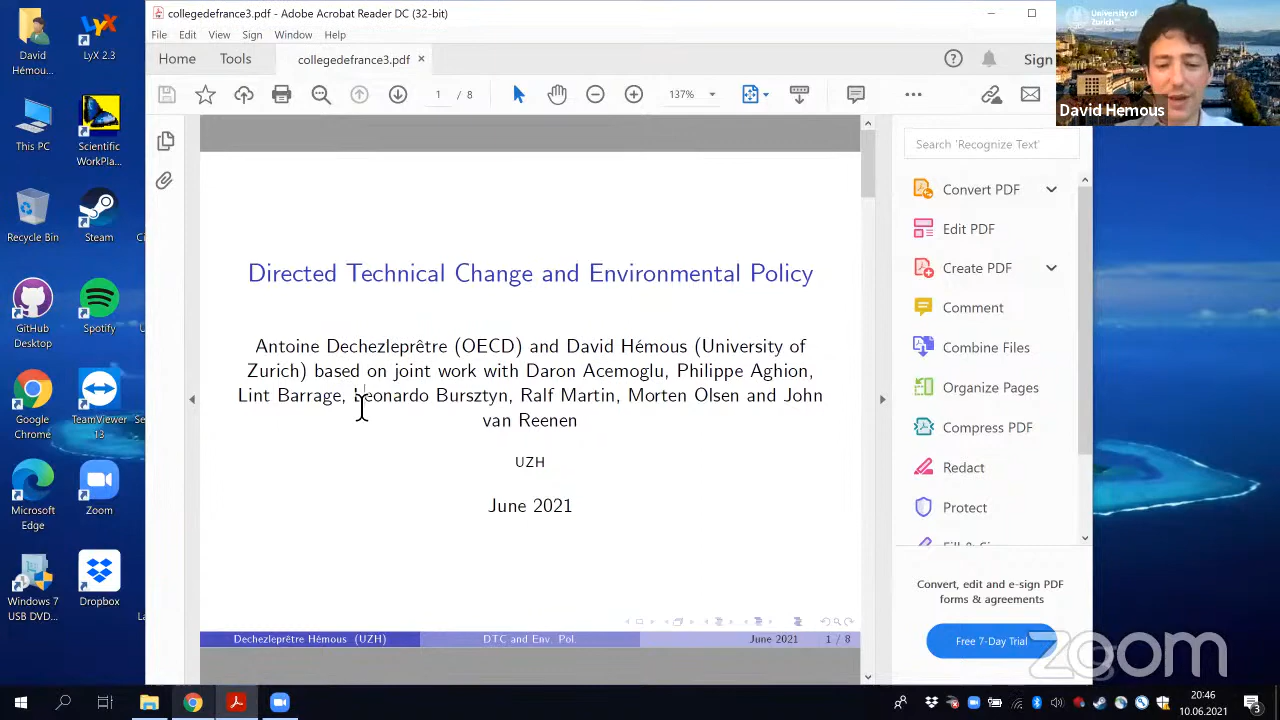 David
Hémou...
LyX 2.3
This PC
Scientific
WorkPla...
Recycle Bin
Steam
GitHub
Desktop
Spotify
Google
Chrome
TeamViewer
13
Microsoft
Edge
Zoom
Windows 7
USB DVD...
Dropbox
collegedefrance3.pdf - Adobe Acrobat Reader DC (32-bit)
File Edit View Sign Window Help
Home Tools collegedefrance3.pdf × Sign
1 / 8 137%
Directed Technical Change and Environmental Policy
Antoine Dechezleprêtre (OECD) and David Hémous (University of
Zurich) based on joint work with Daron Acemoglu, Philippe Aghion,
Lint Barrage, Leonardo Bursztyn, Ralf Martin, Morten Olsen and John
van Reenen
UZH
June 2021
Dechezleprêtre Hémous (UZH) DTC and Env. Pol. June 2021 1 / 8
Search 'Recognize Text'
Convert PDF
Edit PDF
Create PDF
Comment
Combine Files
Organize Pages
Compress PDF
Redact
Protect
Convert, edit and e-sign PDF
forms & agreements
Free 7-Day Trial
University of
Zurich
David Hemous
zoom
20:46
10.06.2021
3